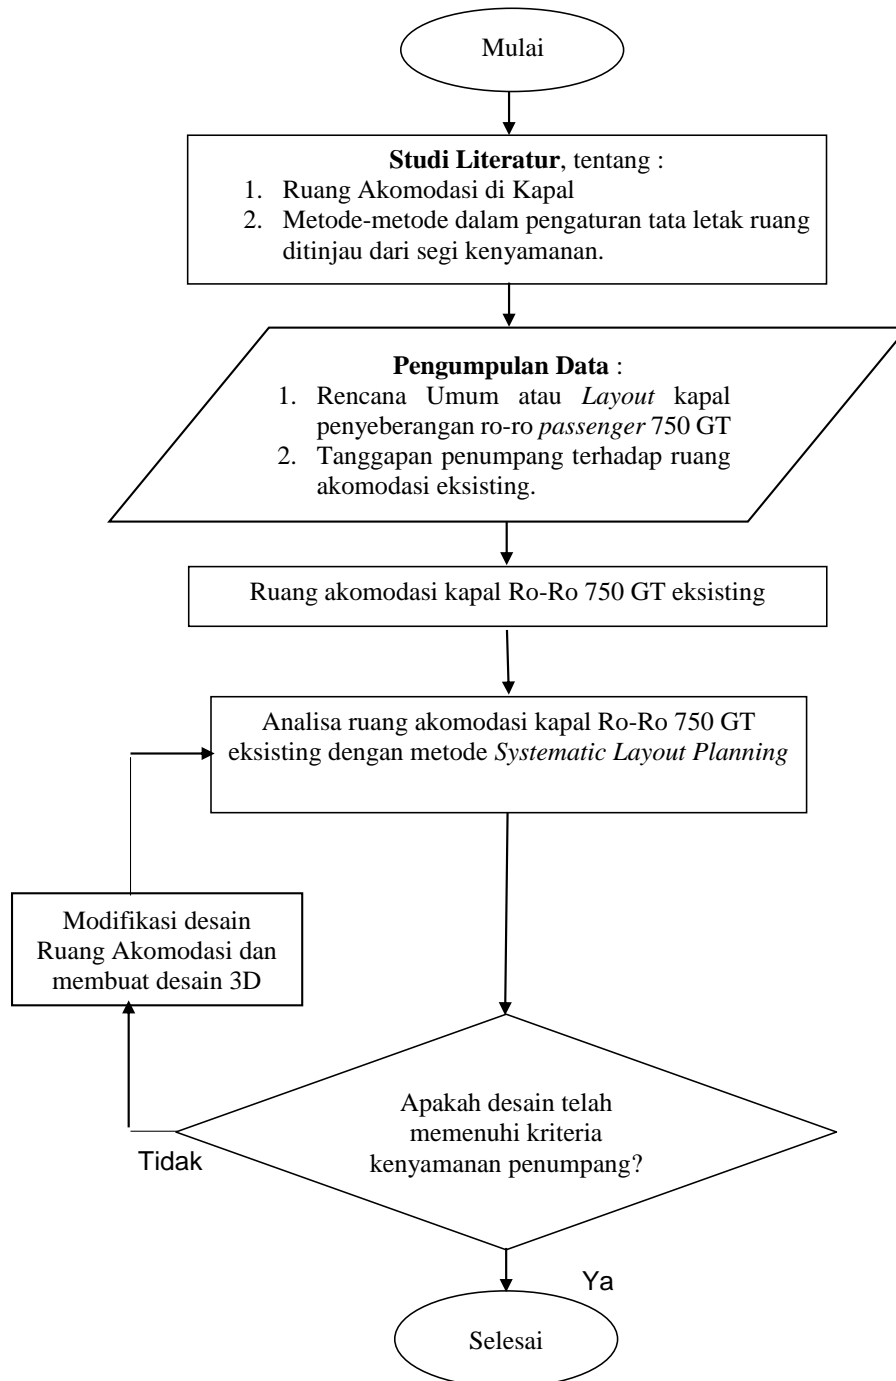 Mulai
Studi Literatur, tentang :
1. Ruang Akomodasi di Kapal
2. Metode-metode dalam pengaturan tata letak ruang
ditinjau dari segi kenyamanan.
Pengumpulan Data :
1. Rencana Umum atau Layout kapal
penyeberangan ro-ro passenger 750 GT
2. Tanggapan penumpang terhadap ruang
akomodasi eksisting.
Ruang akomodasi kapal Ro-Ro 750 GT eksisting
Analisa ruang akomodasi kapal Ro-Ro 750 GT
eksisting dengan metode Systematic Layout Planning
Modifikasi desain
Ruang Akomodasi dan
membuat desain 3D
Apakah desain telah
memenuhi kriteria
kenyamanan penumpang?
Tidak
Ya
Selesai